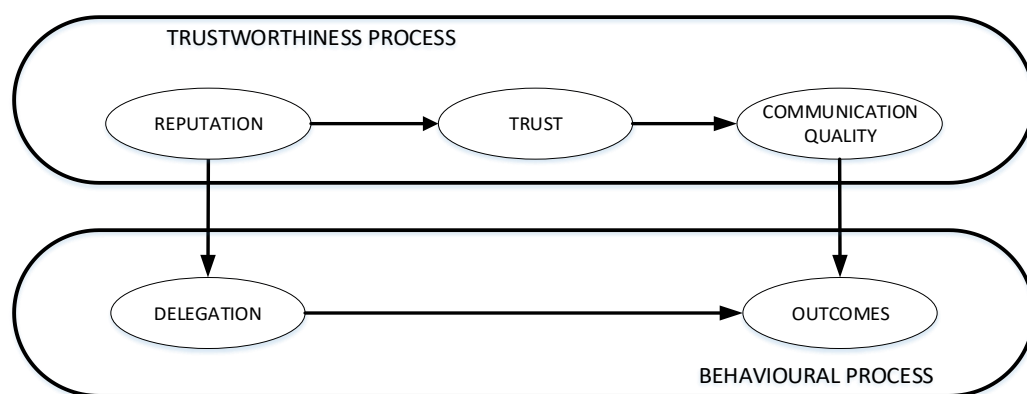 TRUSTWORTHINESS PROCESS
REPUTATION
TRUST
COMMUNICATION
QUALITY
DELEGATION
OUTCOMES
BEHAVIOURAL PROCESS